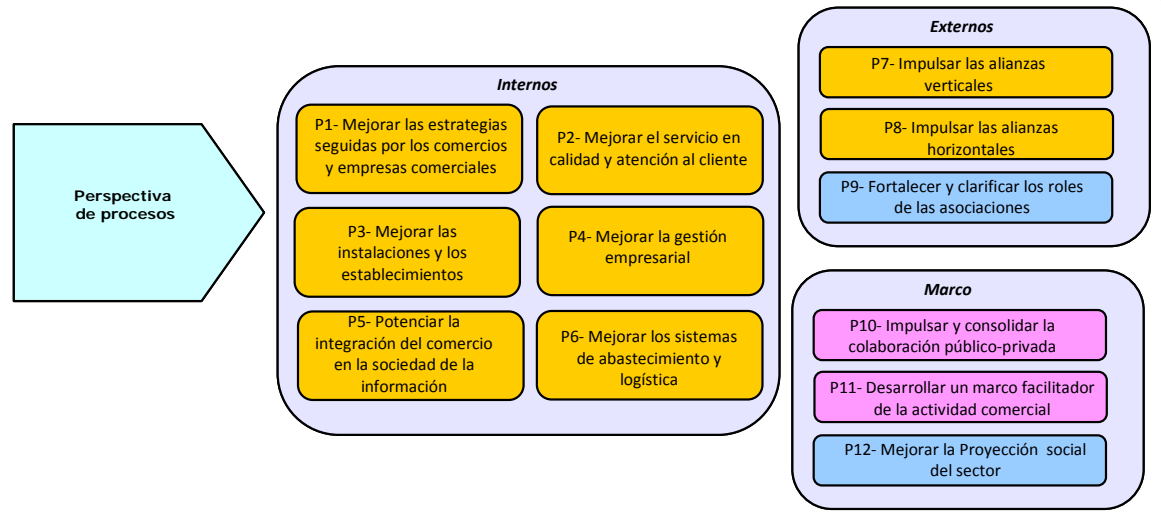 Perspectiva
de procesos
Internos
P1- Mejorar las estrategias
seguidas por los comercios
y empresas comerciales
P2- Mejorar el servicio en
calidad y atención al cliente
P3- Mejorar las
instalaciones y los
establecimientos
P4- Mejorar la gestión
empresarial
P5- Potenciar la
integración del comercio
en la sociedad de la
información
P6- Mejorar los sistemas
de abastecimiento y
logística
Externos
P7- Impulsar las alianzas
verticales
P8- Impulsar las alianzas
horizontales
P9- Fortalecer y clarificar los roles
de las asociaciones
Marco
P10- Impulsar y consolidar la
colaboración público-privada
P11- Desarrollar un marco facilitador
de la actividad comercial
P12- Mejorar la Proyección social
del sector